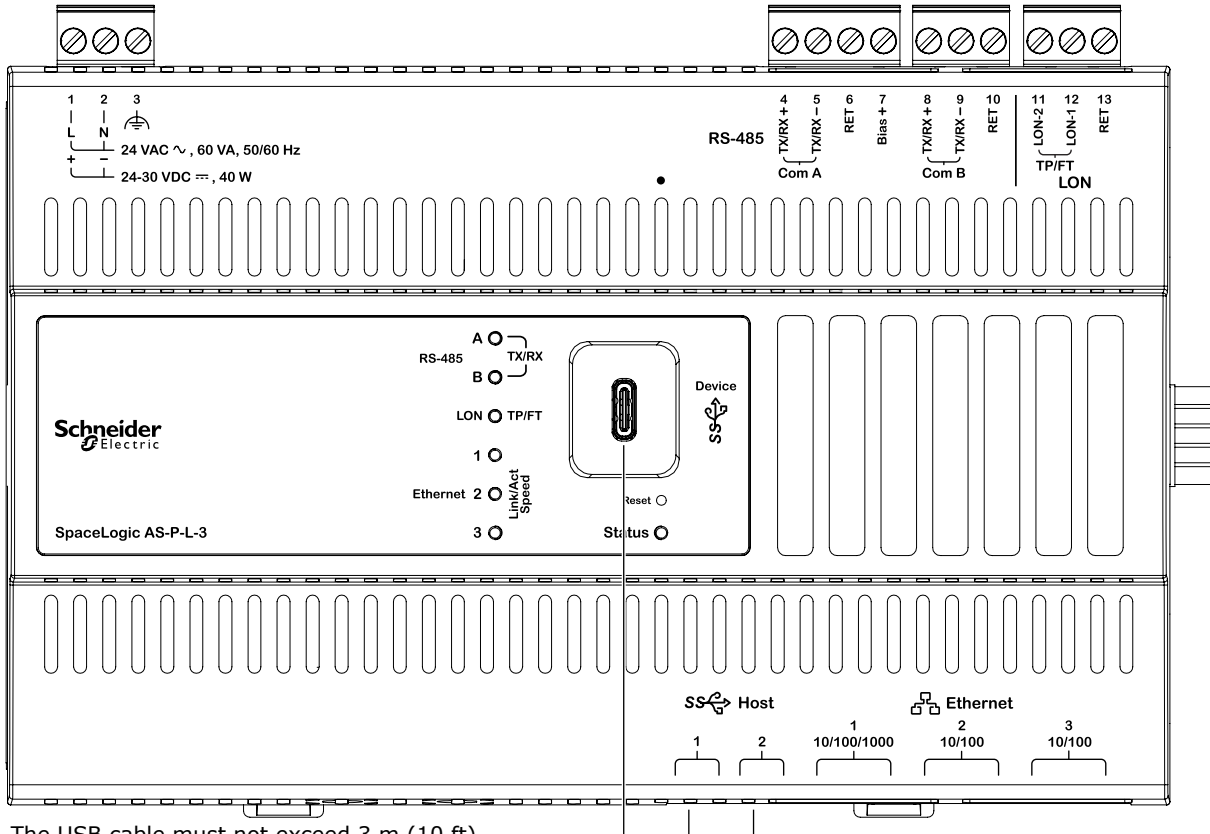 1 2 3
L N
24 VAC ∿ , 60 VA, 50/60 Hz
+ −
24-30 VDC ⎓ , 40 W
RS-485
4 5 6 7 8 9 10 11 12 13
TX/RX +
TX/RX −
RET
Bias +
TX/RX +
TX/RX −
RET
LON-2
LON-1
RET
Com A
Com B
TP/FT
LON
A
RS-485 TX/RX
B
LON TP/FT
1
Ethernet 2
3
Link/Act
Speed
Device
SS
Reset
Status
Schneider
Electric
SpaceLogic AS-P-L-3
SS Host
1 2
Ethernet
1 2 3
10/100/1000 10/100 10/100
The USB cable must not exceed 3 m (10 ft)